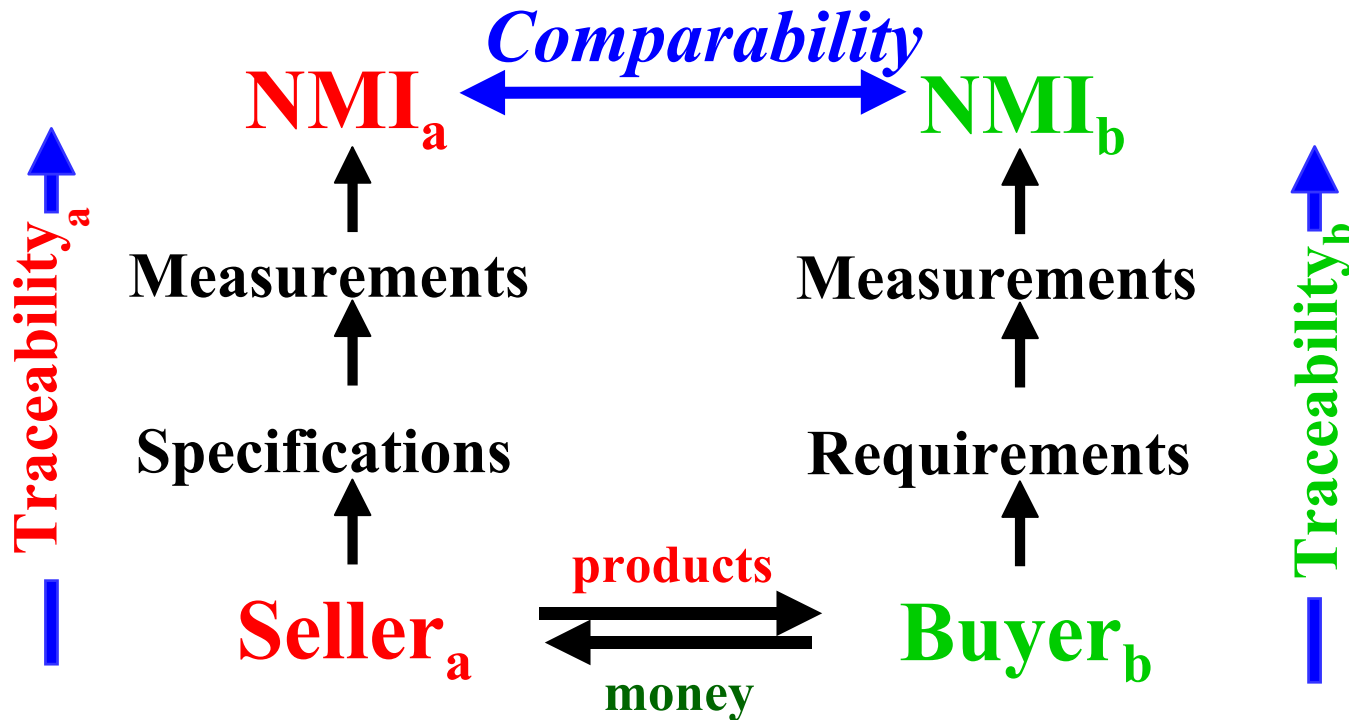 Comparability
NMIa
NMIb
Traceabilitya
Measurements
Measurements
Traceabilityb
Specifications
Requirements
products
Sellera
Buyerb
money